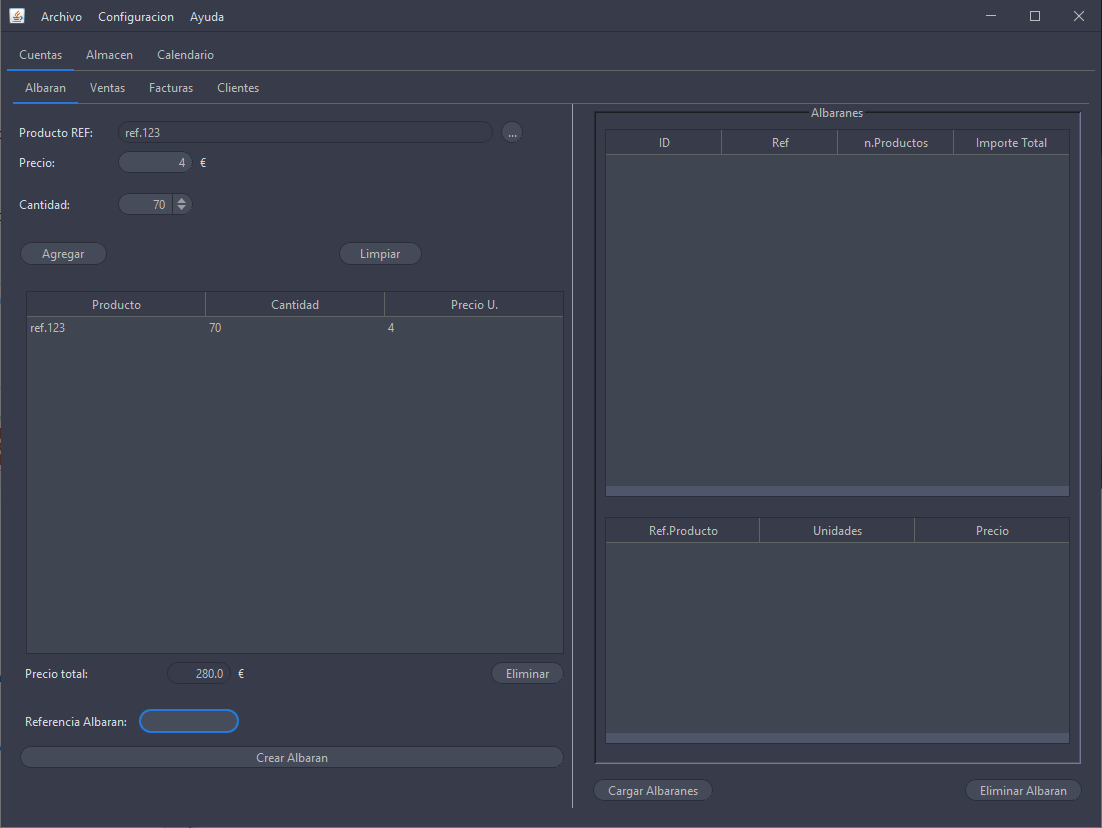 Archivo Configuracion Ayuda
Cuentas Almacen Calendario
Albaran Ventas Facturas Clientes
Producto REF: ref.123 ...
Precio: 4 €
Cantidad: 70
Agregar Limpiar
Producto Cantidad Precio U.
ref.123 70 4
Precio total: 280.0 € Eliminar
Referencia Albaran:
Crear Albaran
Albaranes
ID Ref n.Productos Importe Total
Ref.Producto Unidades Precio
Cargar Albaranes Eliminar Albaran